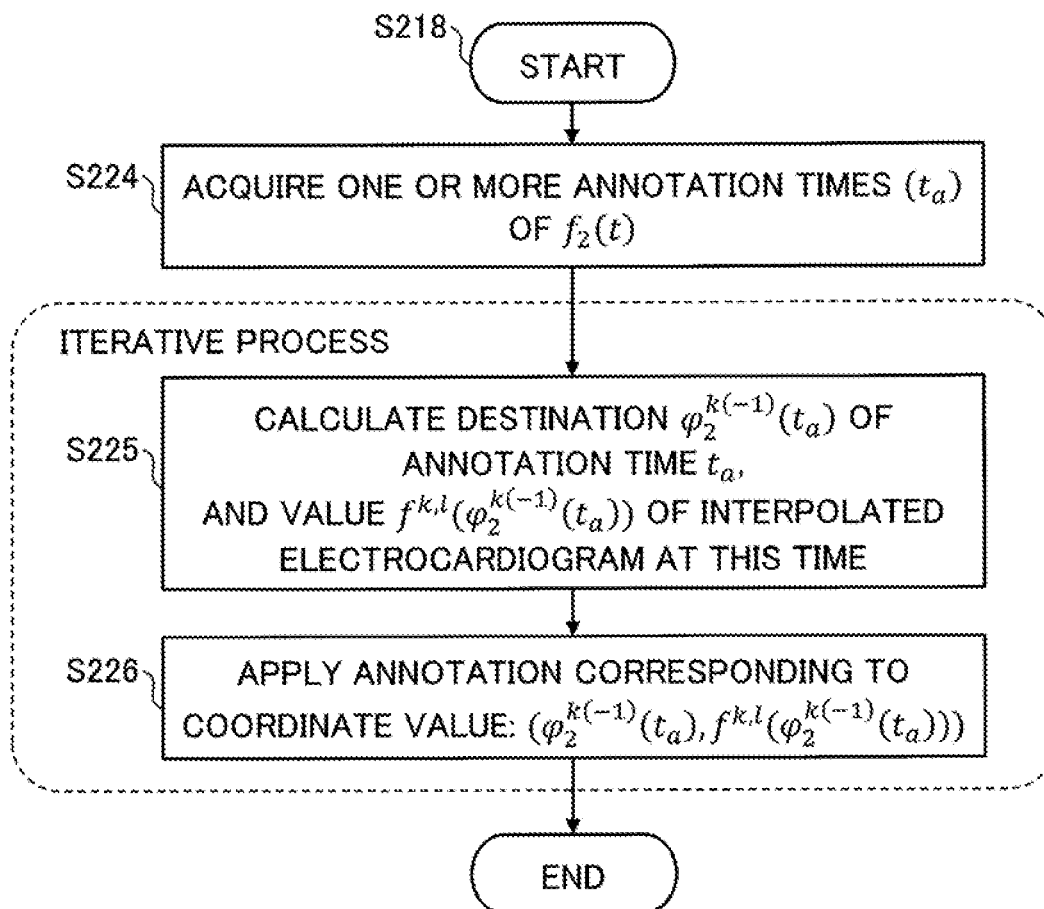 S218
START
S224
ACQUIRE ONE OR MORE ANNOTATION TIMES (t_a)
OF f_2(t)
ITERATIVE PROCESS
S225
CALCULATE DESTINATION φ_2^{k(-1)}(t_a) OF
ANNOTATION TIME t_a,
AND VALUE f^{k,l}(φ_2^{k(-1)}(t_a)) OF INTERPOLATED
ELECTROCARDIOGRAM AT THIS TIME
S226
APPLY ANNOTATION CORRESPONDING TO
COORDINATE VALUE: (φ_2^{k(-1)}(t_a), f^{k,l}(φ_2^{k(-1)}(t_a)))
END